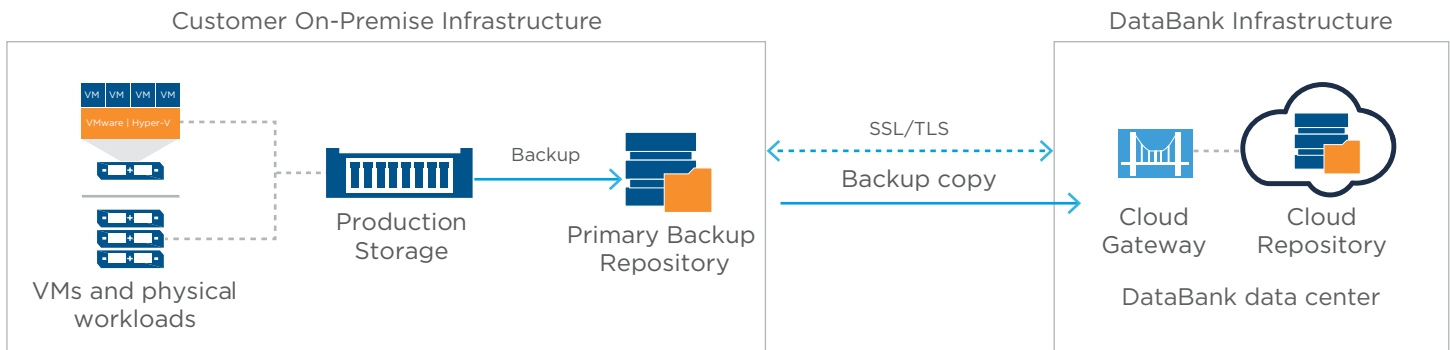 Customer On-Premise Infrastructure
DataBank Infrastructure
VM VM VM VM
VMware | Hyper-V
Backup
SSL/TLS
Backup copy
Production
Storage
Primary Backup
Repository
Cloud
Gateway
Cloud
Repository
VMs and physical
workloads
DataBank data center